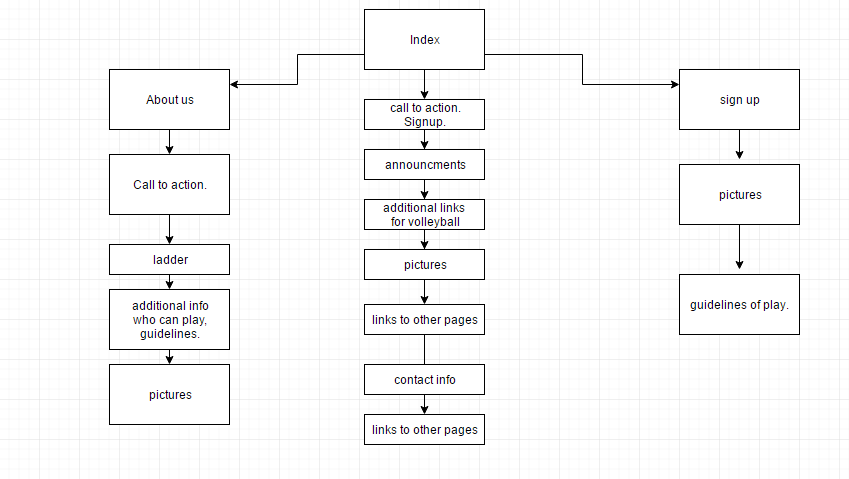 Index
About us
Call to action.
ladder
additional info
who can play,
guidelines.
pictures
call to action.
Signup.
announcments
additional links
for volleyball
pictures
links to other pages
contact info
links to other pages
sign up
pictures
guidelines of play.